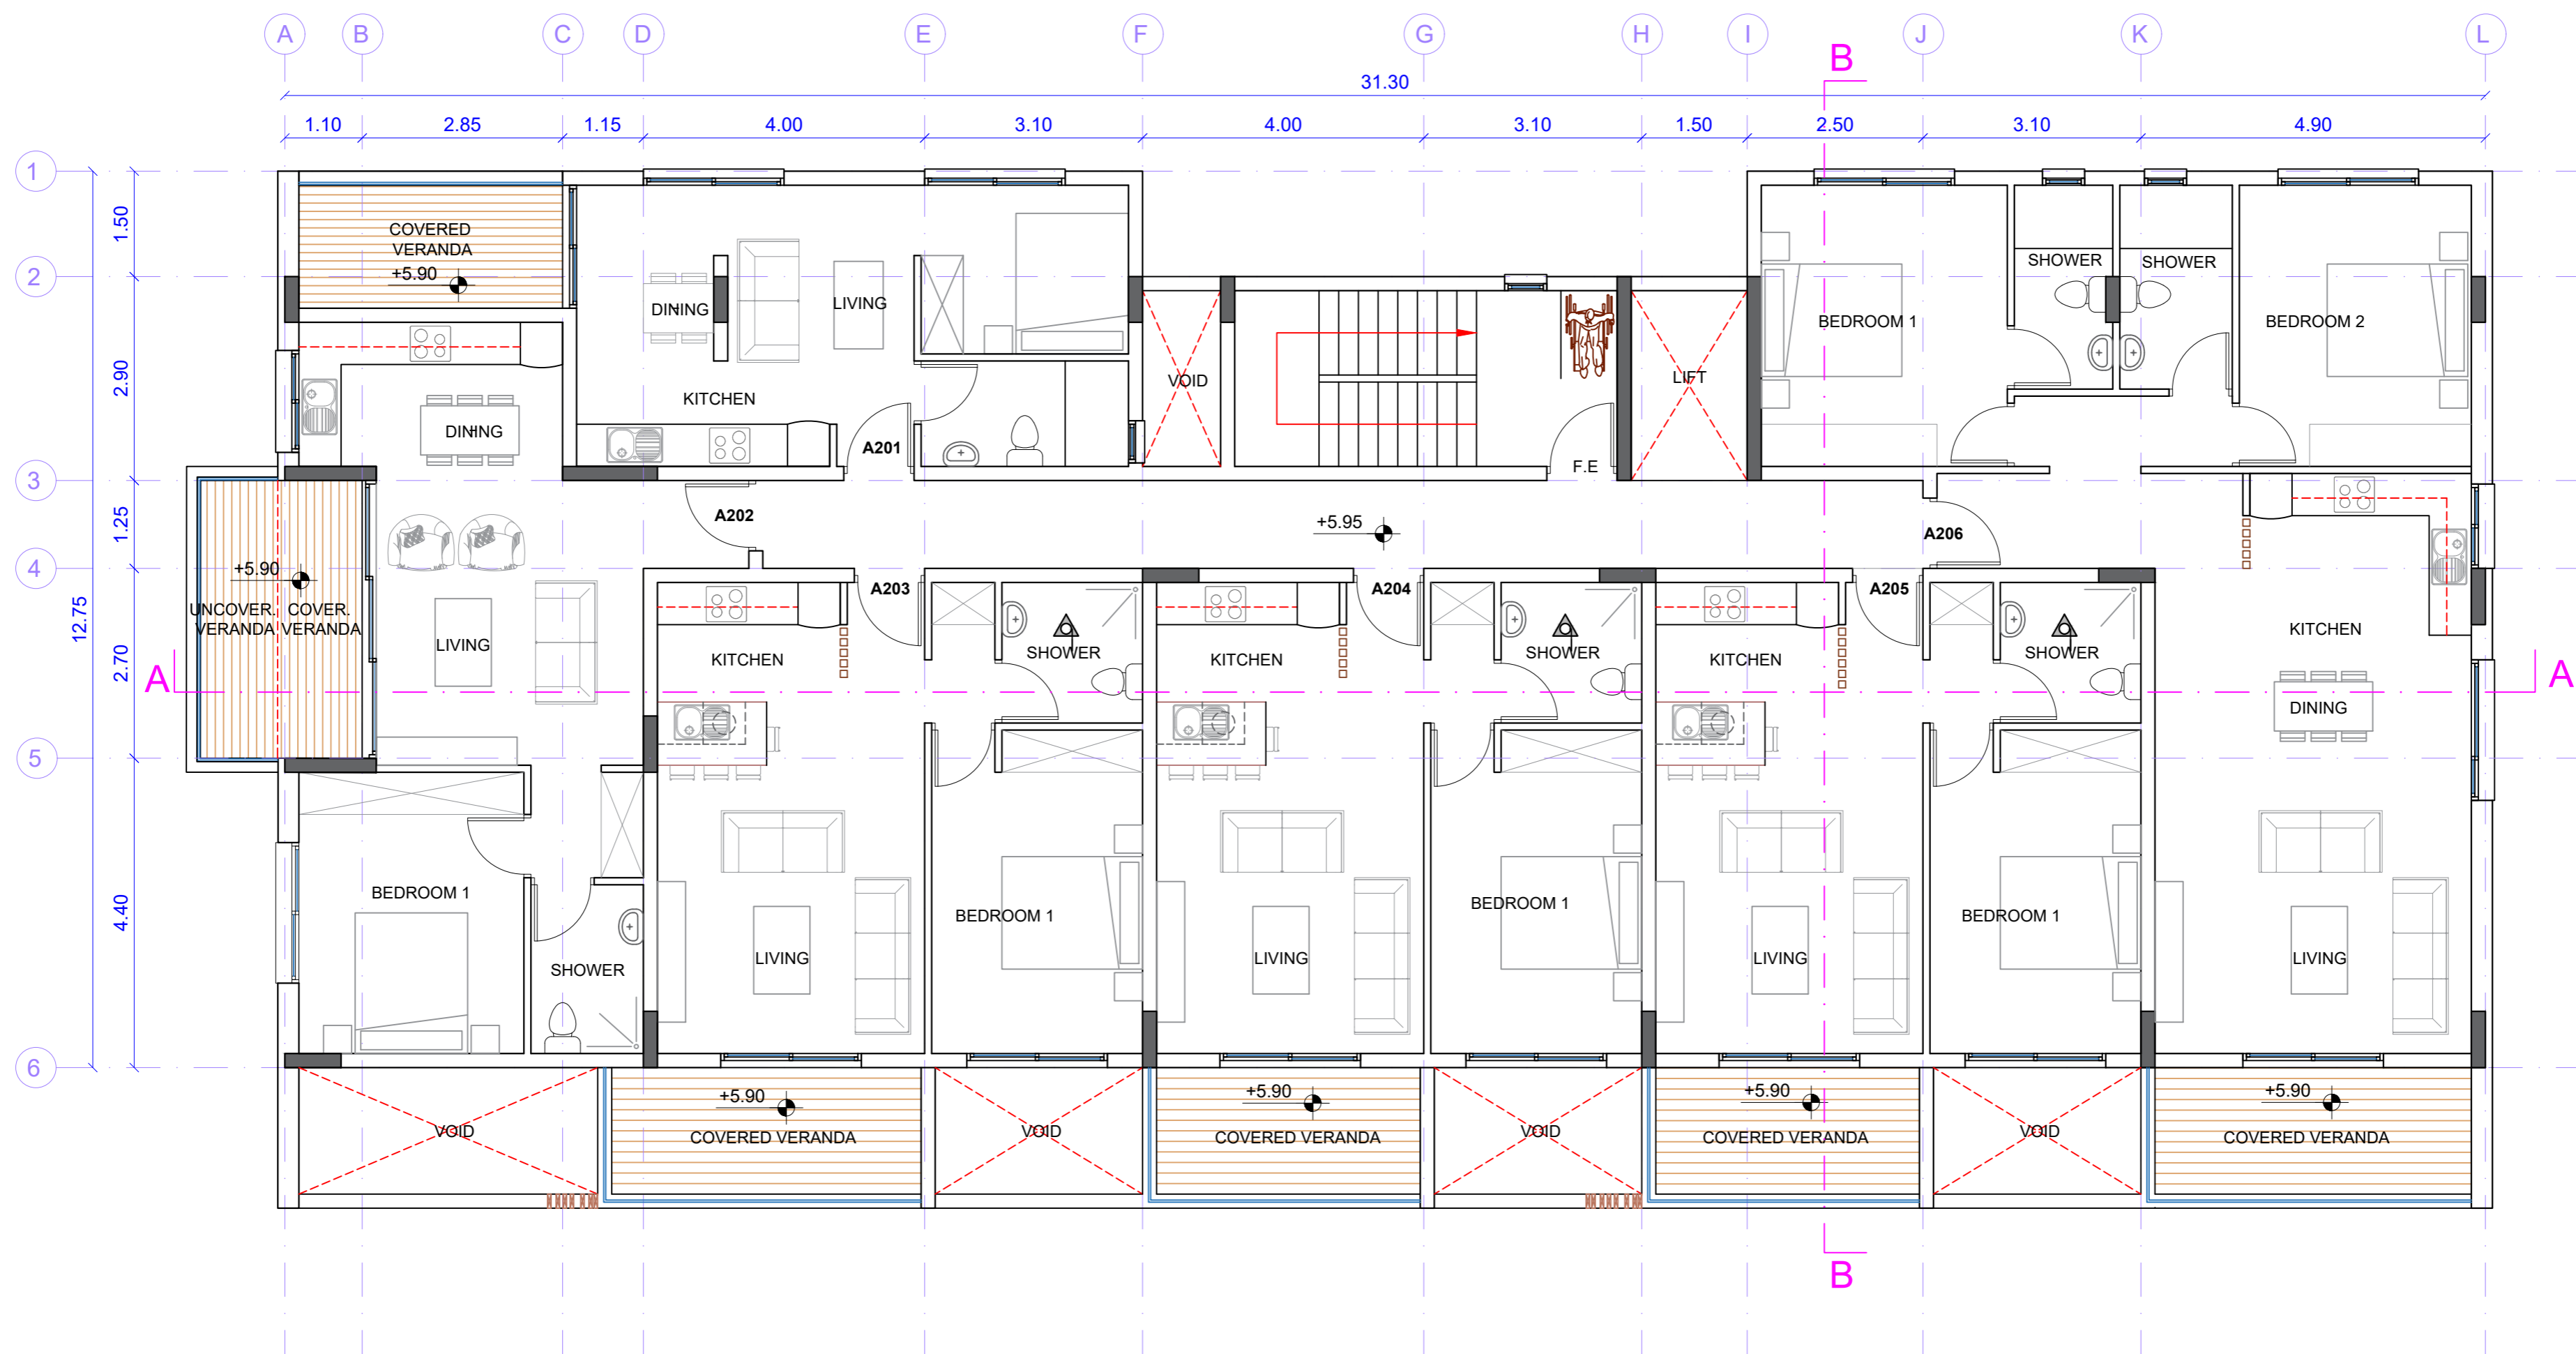 A
B
C
D
E
F
G
H
I
J
K
L
B
31.30
1.10
2.85
1.15
4.00
3.10
4.00
3.10
1.50
2.50
3.10
4.90
1
2
3
4
5
6
12.75
1.50
2.90
1.25
2.70
4.40
COVERED
VERANDA
+5.90
DINING
LIVING
KITCHEN
A201
DINING
VOID
LIFT
F.E
BEDROOM 1
SHOWER
SHOWER
BEDROOM 2
A202
+5.95
A206
+5.90
UNCOVER.
VERANDA
COVER.
VERANDA
LIVING
A203
KITCHEN
SHOWER
A204
KITCHEN
SHOWER
A205
KITCHEN
SHOWER
KITCHEN
DINING
A
A
BEDROOM 1
SHOWER
LIVING
BEDROOM 1
LIVING
BEDROOM 1
LIVING
BEDROOM 1
LIVING
VOID
+5.90
COVERED VERANDA
VOID
+5.90
COVERED VERANDA
VOID
+5.90
COVERED VERANDA
VOID
+5.90
COVERED VERANDA
B